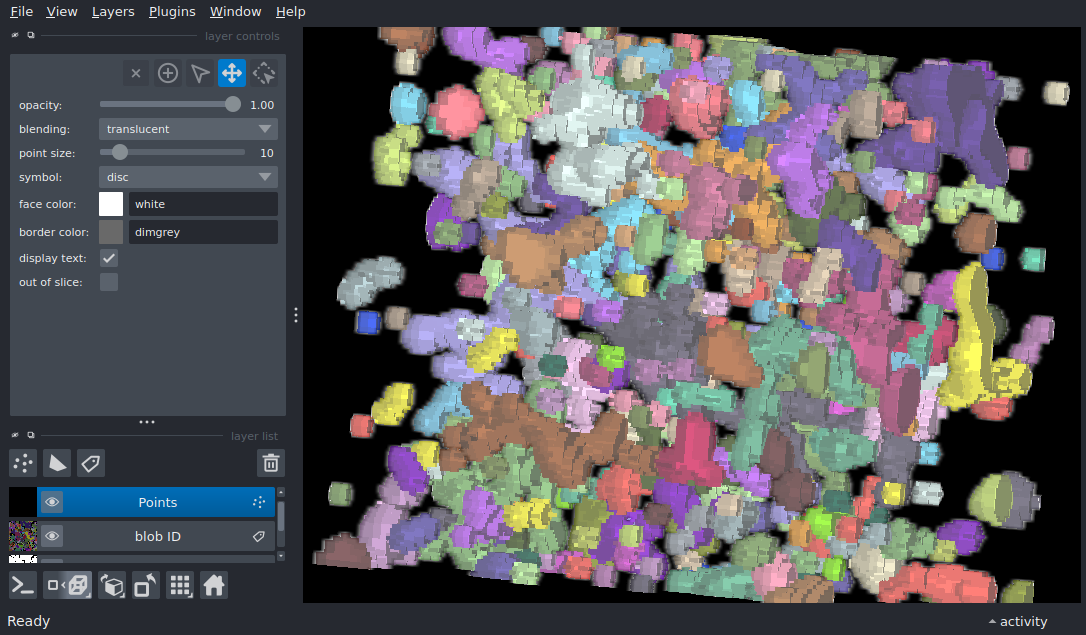 File View Layers Plugins Window Help
layer controls
opacity: 1.00
blending: translucent
point size: 10
symbol: disc
face color: white
border color: dimgrey
display text:
out of slice:
layer list
Points
blob ID
Ready activity